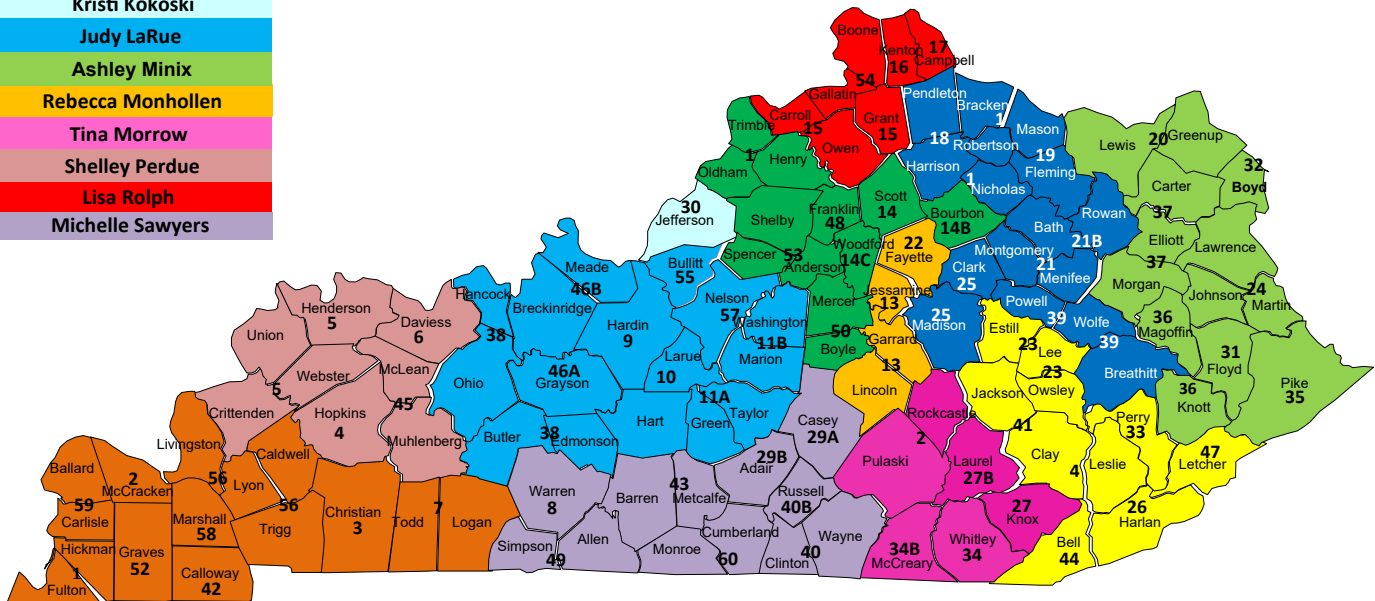 Kristi Kokoski
Judy LaRue
Ashley Minix
Rebecca Monhollen
Tina Morrow
Shelley Perdue
Lisa Rolph
Michelle Sawyers
Boone
54
Kenton
16
17
Campbell
Gallatin
Carroll
15
Grant
15
Owen
Pendleton
18
Bracken
1
Mason
19
Robertson
Fleming
Harrison
1
Nicholas
Lewis
20
Greenup
32
Boyd
Carter
37
Elliott
37
Lawrence
Morgan
Johnson
24
Martin
36
Magoffin
31
Floyd
36
Knott
Pike
35
Rowan
21B
Bath
Montgomery
21
Menifee
Clark
25
Powell
39
Wolfe
39
Breathitt
25
Madison
Trimble
1
Henry
Oldham
Shelby
Franklin
48
Scott
14
Bourbon
14B
Woodford
14C
Spencer
53
Anderson
Mercer
50
Boyle
22
Fayette
Jessamine
13
Garrard
13
Lincoln
30
Jefferson
Bullitt
55
Meade
46B
Breckinridge
Hancock
38
Hardin
9
Nelson
57
Washington
11B
Marion
Larue
10
46A
Grayson
Ohio
Butler
38
Edmonson
Hart
11A
Green
Taylor
Henderson
5
Union
Daviess
6
Webster
McLean
5
45
Crittenden
Hopkins
4
Muhlenberg
Livingston
56
Caldwell
Lyon
56
Ballard
59
2
McCracken
Carlisle
Marshall
58
Trigg
Christian
3
Todd
7
Logan
Hickman
1
Fulton
Graves
52
Calloway
42
Warren
8
Simpson
49
Allen
Barren
43
Metcalfe
Monroe
Cumberland
60
Adair
29B
Casey
29A
Russell
40B
Clinton
40
Wayne
Pulaski
Rockcastle
2
Laurel
27B
27
Knox
Whitley
34
34B
McCreary
Estill
23
Lee
23
Owsley
Jackson
41
Clay
4
Perry
33
Leslie
47
Letcher
26
Harlan
Bell
44